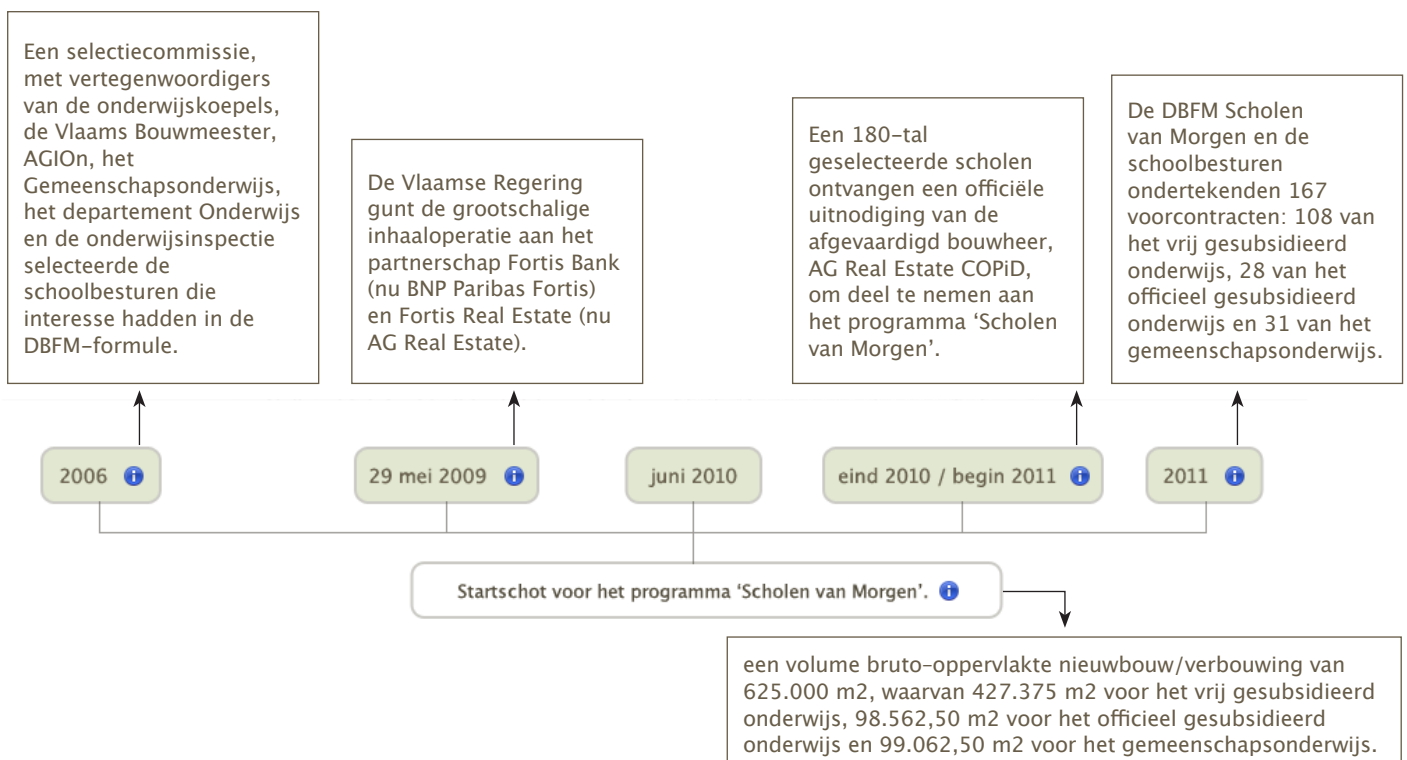 Een selectiecommissie,
met vertegenwoordigers
van de onderwijskoepels,
de Vlaams Bouwmeester,
AGIOn, het
Gemeenschapsonderwijs,
het departement Onderwijs
en de onderwijsinspectie
selecteerde de
schoolbesturen die
interesse hadden in de
DBFM-formule.
De Vlaamse Regering
gunt de grootschalige
inhaaloperatie aan het
partnerschap Fortis Bank
(nu BNP Paribas Fortis)
en Fortis Real Estate (nu
AG Real Estate).
Een 180-tal
geselecteerde scholen
ontvangen een officiële
uitnodiging van de
afgevaardigd bouwheer,
AG Real Estate COPiD,
om deel te nemen aan
het programma ‘Scholen
van Morgen’.
De DBFM Scholen
van Morgen en de
schoolbesturen
ondertekenden 167
voorcontracten: 108 van
het vrij gesubsidieerd
onderwijs, 28 van het
officieel gesubsidieerd
onderwijs en 31 van het
gemeenschapsonderwijs.
2006
29 mei 2009
juni 2010
eind 2010 / begin 2011
2011
Startschot voor het programma ‘Scholen van Morgen’.
een volume bruto-oppervlakte nieuwbouw/verbouwing van
625.000 m2, waarvan 427.375 m2 voor het vrij gesubsidieerd
onderwijs, 98.562,50 m2 voor het officieel gesubsidieerd
onderwijs en 99.062,50 m2 voor het gemeenschapsonderwijs.